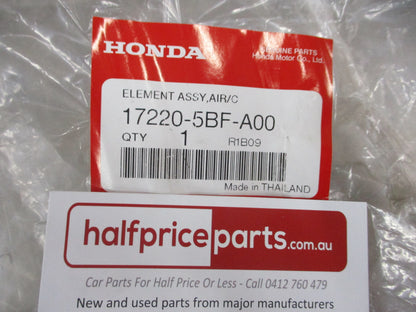 HONDA
GENUINE PARTS
Honda Motor Co., Ltd.
ELEMENT ASSY,AIR/C
17220-5BF-A00
QTY 1 R1B09
Made in THAILAND
halfpriceparts.com.au
Car Parts For Half Price Or Less - Call 0412 760 479
New and used parts from major manufacturers